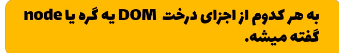 به هر کدوم از اجزای درخت DOM یه گره یا node
گفته میشه.